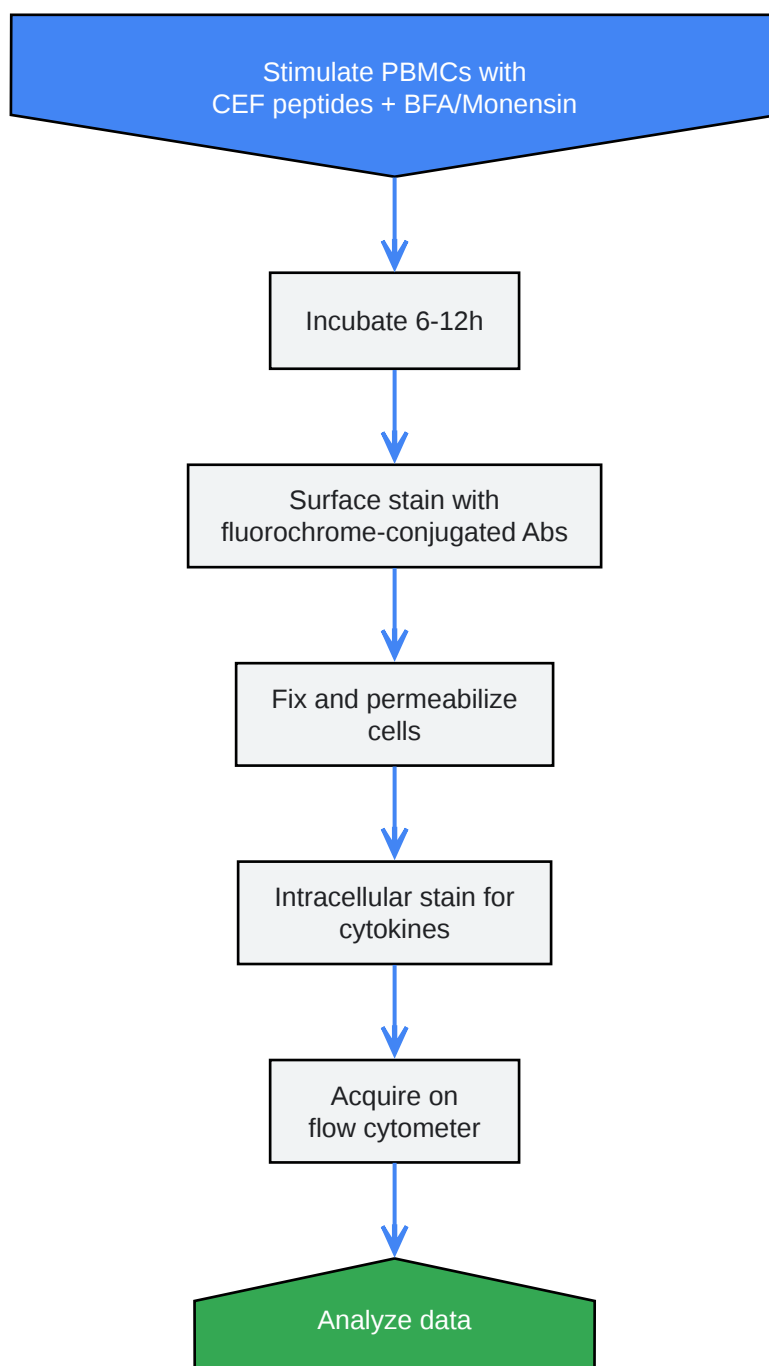 Stimulate PBMCs with
CEF peptides + BFA/Monensin
Incubate 6-12h
Surface stain with
fluorochrome-conjugated Abs
Fix and permeabilize
cells
Intracellular stain for
cytokines
Acquire on
flow cytometer
Analyze data